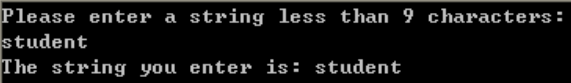 Please enter a string less than 9 characters:
student
The string you enter is: student